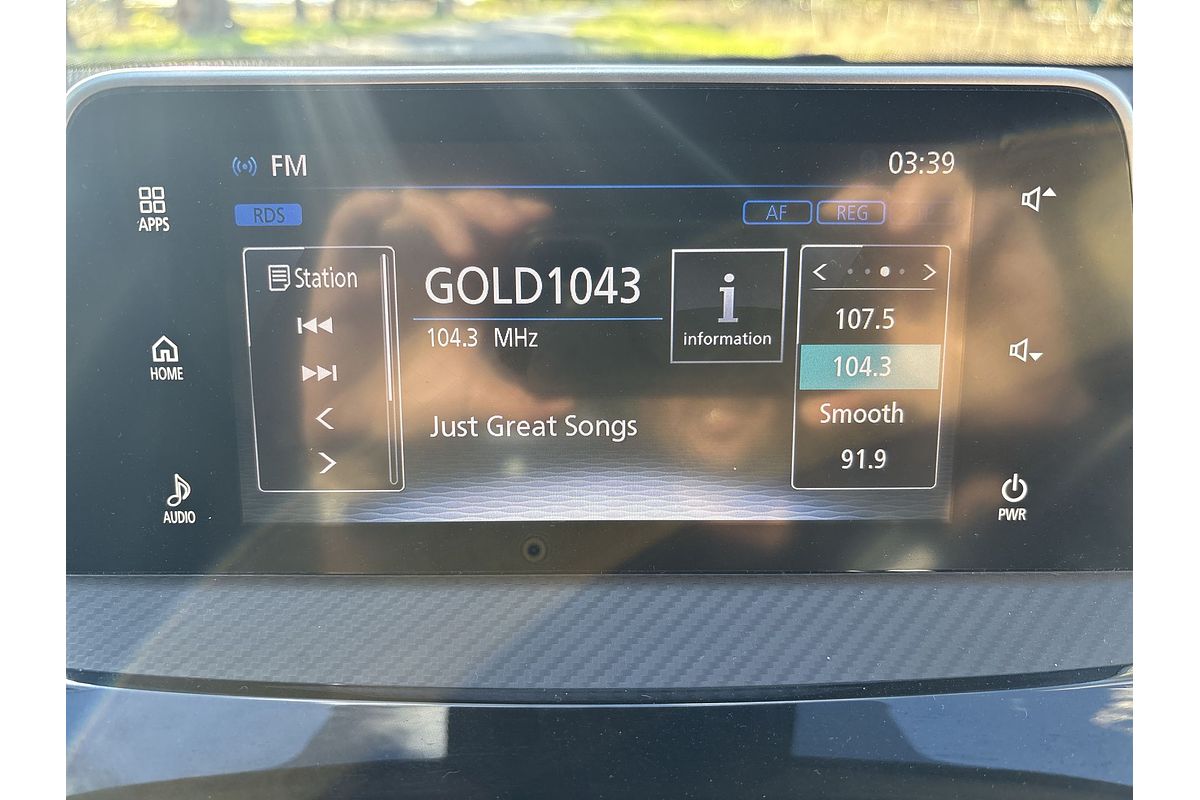 FM
03:39
APPS
RDS
AF
REG
Station
GOLD1043
104.3 MHz
information
107.5
104.3
Smooth
91.9
HOME
Just Great Songs
AUDIO
PWR